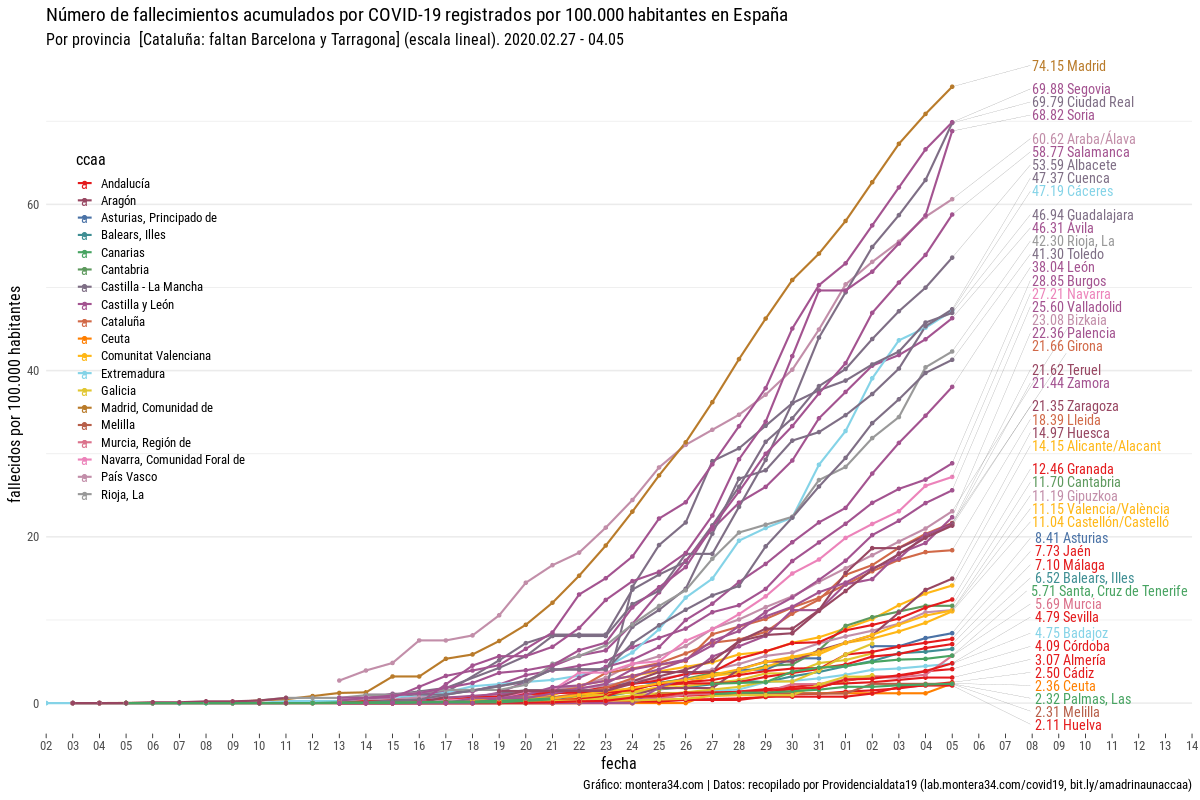 Número de fallecimientos acumulados por COVID-19 registrados por 100.000 habitantes en España
Por provincia [Cataluña: faltan Barcelona y Tarragona] (escala lineal). 2020.02.27 - 04.05
fallecidos por 100.000 habitantes
60
40
20
0
ccaa
Andalucía
Aragón
Asturias, Principado de
Balears, Illes
Canarias
Cantabria
Castilla - La Mancha
Castilla y León
Cataluña
Ceuta
Comunitat Valenciana
Extremadura
Galicia
Madrid, Comunidad de
Melilla
Murcia, Región de
Navarra, Comunidad Foral de
País Vasco
Rioja, La
74.15 Madrid
69.88 Segovia
69.79 Ciudad Real
68.82 Soria
60.62 Araba/Álava
58.77 Salamanca
53.59 Albacete
47.37 Cuenca
47.19 Cáceres
46.94 Guadalajara
46.31 Ávila
42.30 Rioja, La
41.30 Toledo
38.04 León
28.85 Burgos
27.21 Navarra
25.60 Valladolid
23.08 Bizkaia
22.36 Palencia
21.66 Girona
21.62 Teruel
21.44 Zamora
21.35 Zaragoza
18.39 Lleida
14.97 Huesca
14.15 Alicante/Alacant
12.46 Granada
11.70 Cantabria
11.19 Gipuzkoa
11.15 Valencia/València
11.04 Castellón/Castelló
8.41 Asturias
7.73 Jaén
7.10 Málaga
6.52 Balears, Illes
5.71 Santa, Cruz de Tenerife
5.69 Murcia
4.79 Sevilla
4.75 Badajoz
4.09 Córdoba
3.07 Almería
2.50 Cádiz
2.36 Ceuta
2.32 Palmas, Las
2.31 Melilla
2.11 Huelva
02 03 04 05 06 07 08 09 10 11 12 13 14 15 16 17 18 19 20 21 22 23 24 25 26 27 28 29 30 31 01 02 03 04 05 06 07 08 09 10 11 12 13 14
fecha
Gráfico: montera34.com | Datos: recopilado por Providencialdata19 (lab.montera34.com/covid19, bit.ly/amadrinaunaccaa)